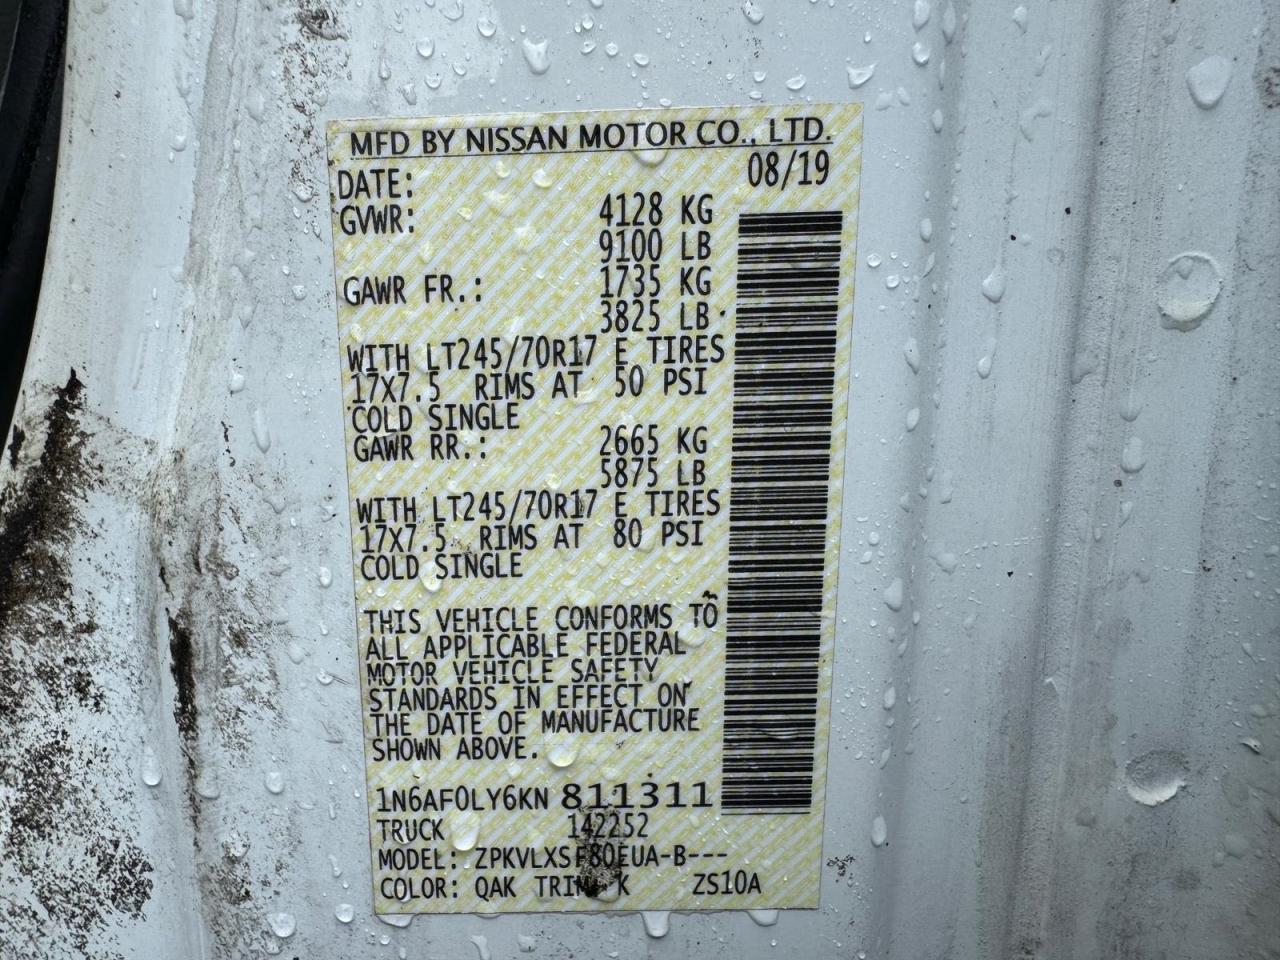 MFD BY NISSAN MOTOR CO., LTD.
DATE: 08/19
GVWR: 4128 KG
9100 LB
GAWR FR.: 1735 KG
3825 LB
WITH LT245/70R17 E TIRES
17X7.5 RIMS AT 50 PSI
COLD SINGLE
GAWR RR.: 2665 KG
5875 LB
WITH LT245/70R17 E TIRES
17X7.5 RIMS AT 80 PSI
COLD SINGLE
THIS VEHICLE CONFORMS TO
ALL APPLICABLE FEDERAL
MOTOR VEHICLE SAFETY
STANDARDS IN EFFECT ON
THE DATE OF MANUFACTURE
SHOWN ABOVE.
1N6AF0LY6KN 811311
TRUCK 142252
MODEL: ZPKVLXSF80EUA-B---
COLOR: QAK TRIM: K ZS10A